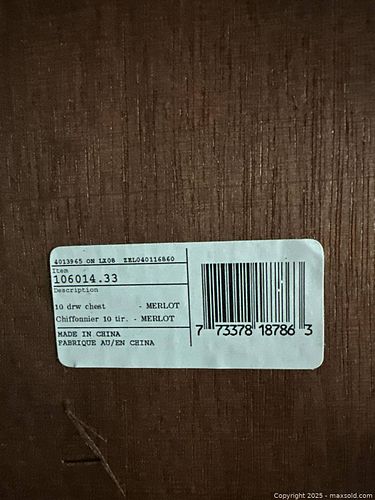 4013965 ON LX08 ZEL040116860
Item
106014.33
Description
10 drw chest - MERLOT
Chiffonnier 10 tir. - MERLOT
MADE IN CHINA
FABRIQUE AU/EN CHINA
7 73378 18786 3
Copyright 2025 - maxsold.com